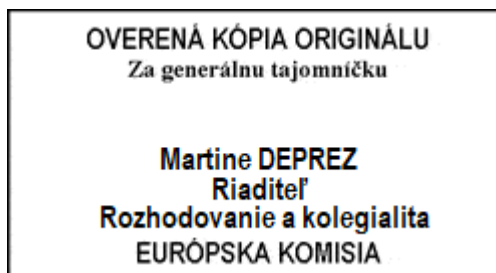 OVERENÁ KÓPIA ORIGINÁLU
Za generálnu tajomníčku
Martine DEPREZ
Riaditeľ
Rozhodovanie a kolegialita
EURÓPSKA KOMISIA